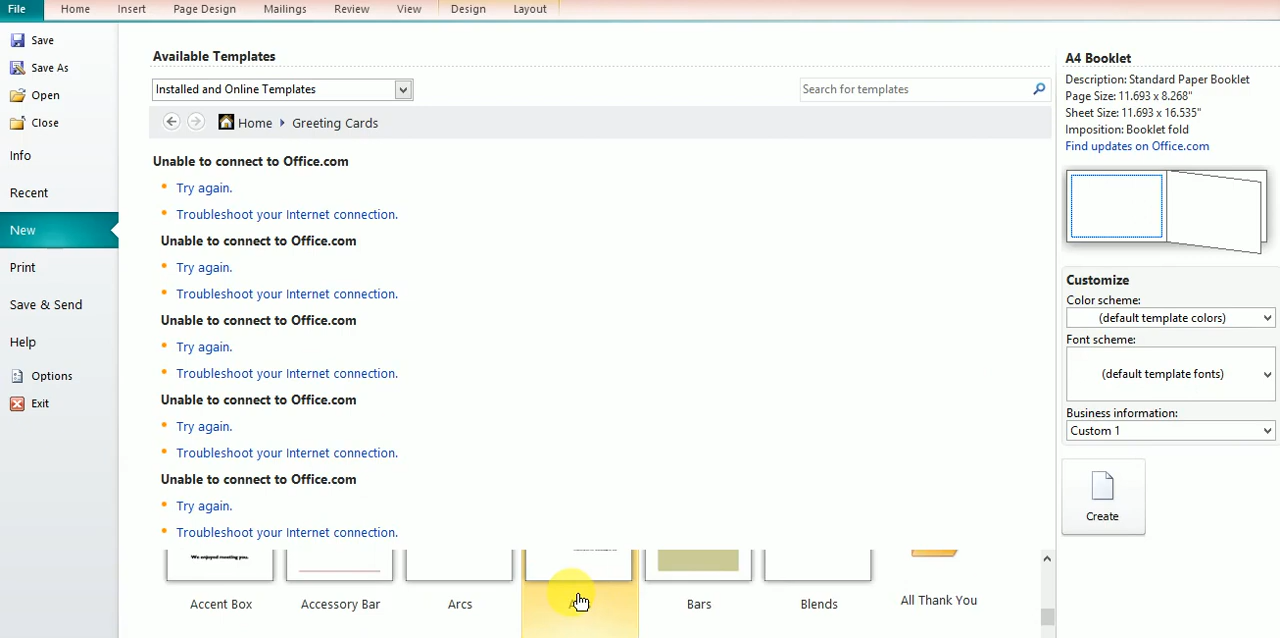 File Home Insert Page Design Mailings Review View Design Layout
Save
Save As
Open
Close
Info
Recent
New
Print
Save & Send
Help
Options
Exit
Available Templates
Installed and Online Templates
Search for templates
Home Greeting Cards
Unable to connect to Office.com
Try again.
Troubleshoot your Internet connection.
Unable to connect to Office.com
Try again.
Troubleshoot your Internet connection.
Unable to connect to Office.com
Try again.
Troubleshoot your Internet connection.
Unable to connect to Office.com
Try again.
Troubleshoot your Internet connection.
Unable to connect to Office.com
Try again.
Troubleshoot your Internet connection.
We enjoyed meeting you.
Accent Box Accessory Bar Arcs Bars Blends All Thank You
A4 Booklet
Description: Standard Paper Booklet
Page Size: 11.693 x 8.268"
Sheet Size: 11.693 x 16.535"
Imposition: Booklet fold
Find updates on Office.com
Customize
Color scheme:
(default template colors)
Font scheme:
(default template fonts)
Business information:
Custom 1
Create